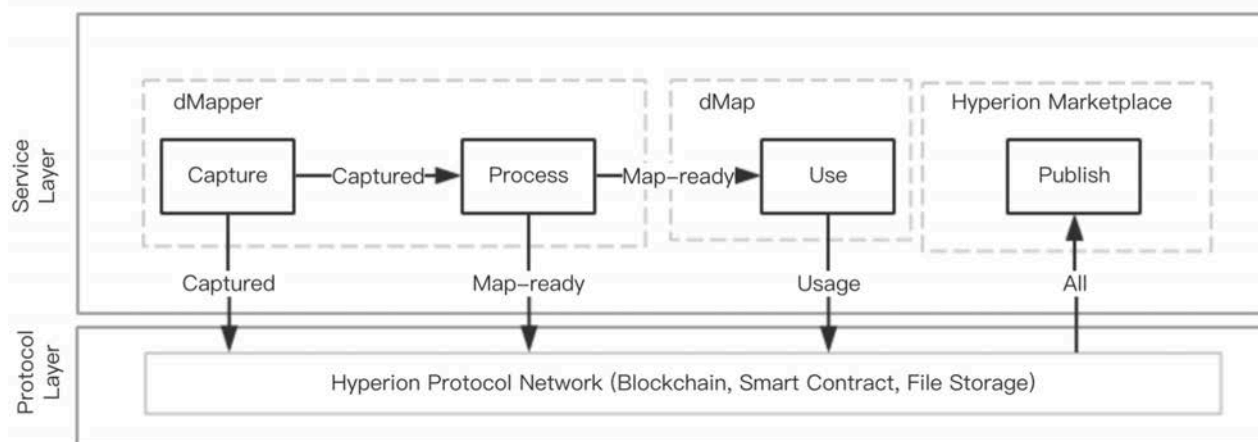 Service
Layer
dMapper
dMap
Hyperion Marketplace
Capture
Captured
Process
Map-ready
Use
Publish
Captured
Map-ready
Usage
All
Protocol
Layer
Hyperion Protocol Network (Blockchain, Smart Contract, File Storage)